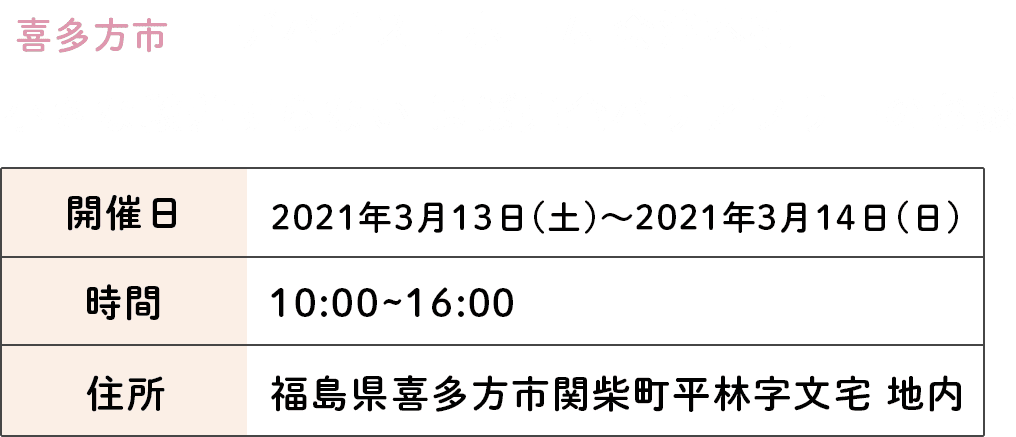 喜多方市
開催日 2021年3月13日(土)～2021年3月14日(日)
時間 10:00~16:00
住所 福島県喜多方市関柴町平林字文宅 地内